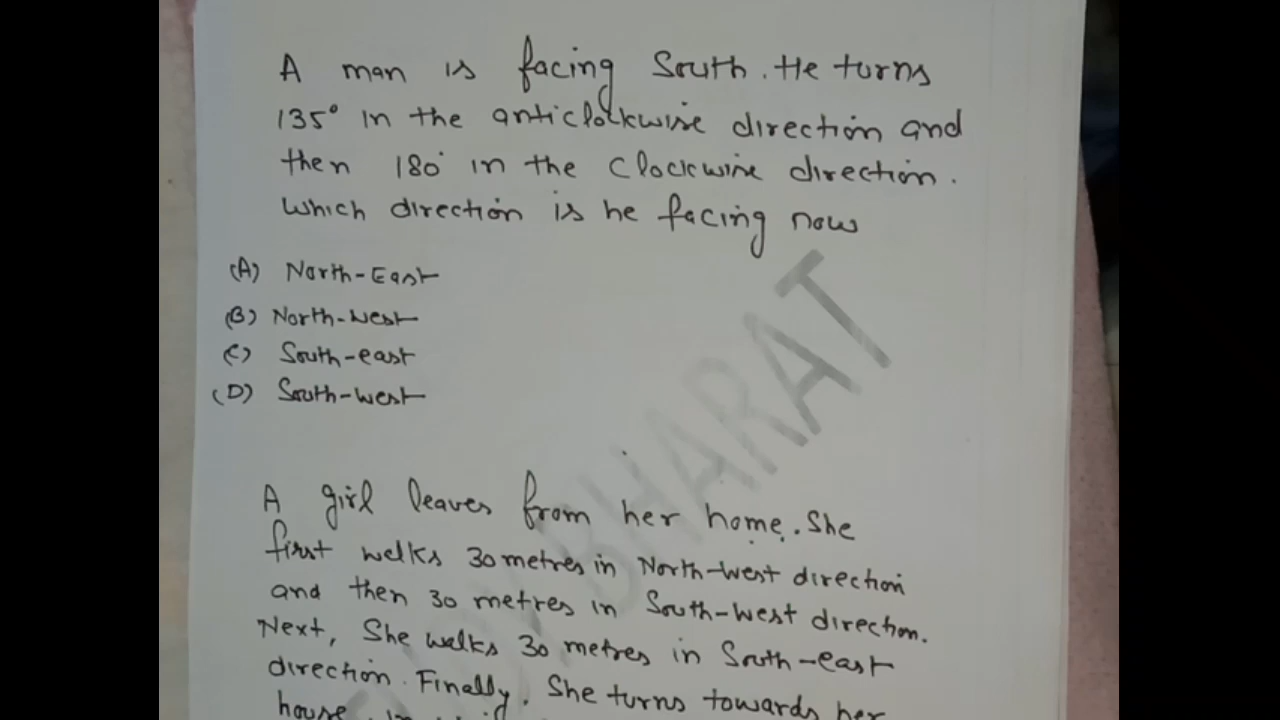 A man is facing South. He turns
135° in the anticlockwise direction and
then 180° in the clockwise direction.
Which direction is he facing now
(A) North-East
(B) North-west
(C) South-east
(D) South-west
BHARAT
A girl leaves from her home. She
first walks 30 metres in North-west direction
and then 30 metres in South-west direction.
Next, She walks 30 metres in South-east
direction. Finally, She turns towards her
house